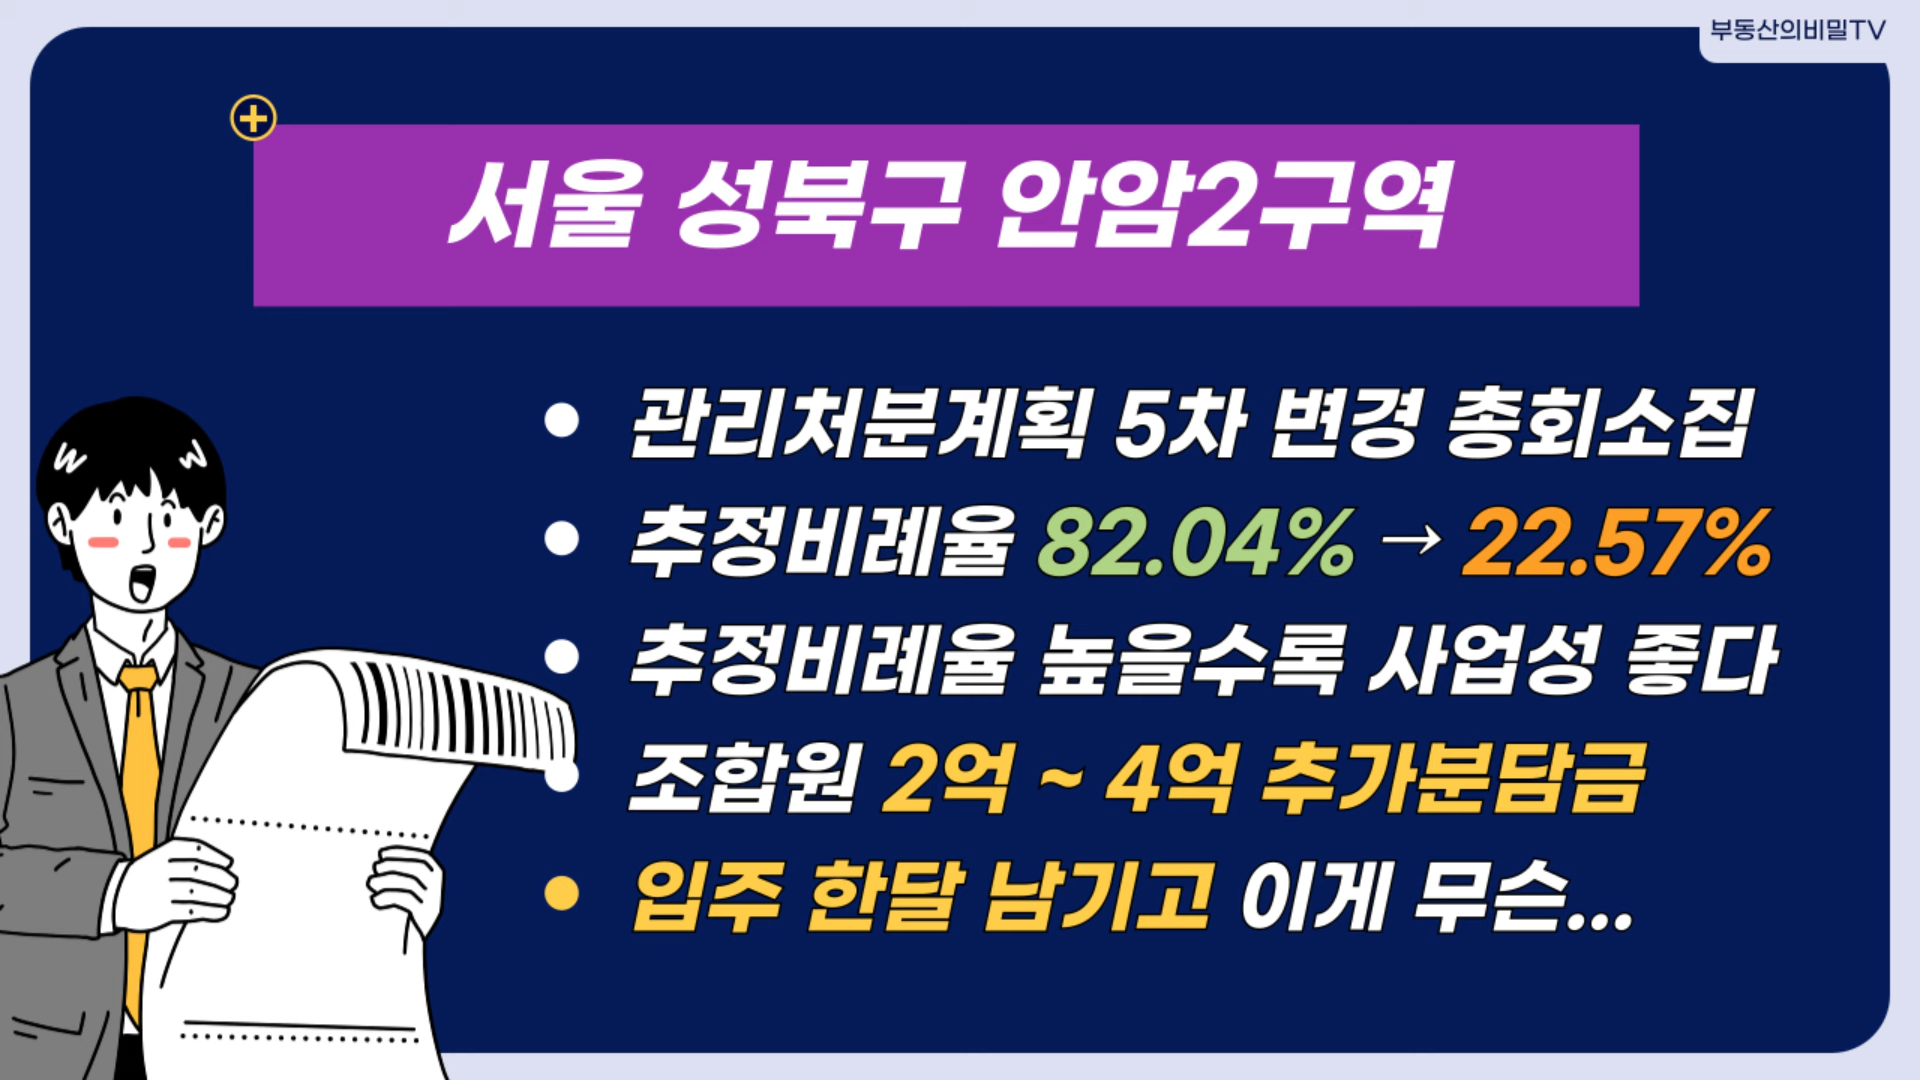 부동산의비밀TV
서울 성북구 안암2구역
• 관리처분계획 5차 변경 총회소집
• 추정비례율 82.04% → 22.57%
• 추정비례율 높을수록 사업성 좋다
• 조합원 2억 ~ 4억 추가분담금
• 입주 한달 남기고 이게 무슨...